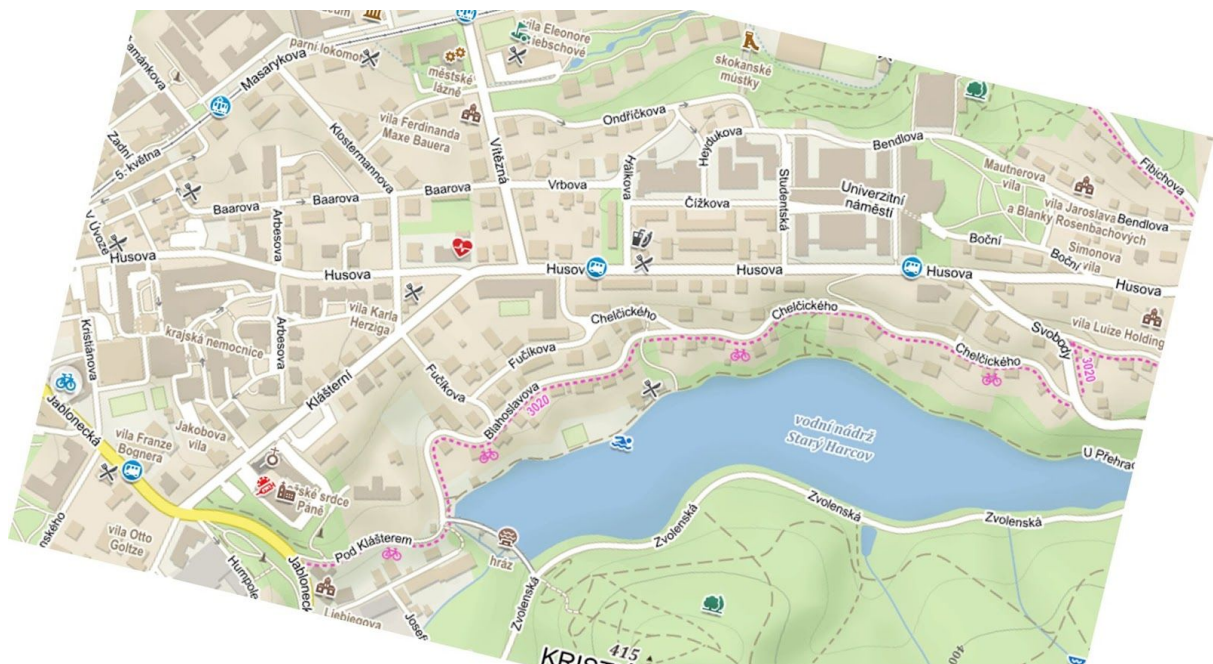 vila Eleonore
Liebschové
parní lokomot
Masarykova
městské
lázně
skokanské
můstky
Zadní
5. května
Klostermannova
vila Ferdinanda
Maxe Bauera
Vítězná
Ondříčkova
Hálkova
Heydukova
Bendlova
Fibichova
Mautnerova
vila
Baarova
Baarova
Baarova
Vrbova
Čížkova
Studentská
Univerzitní
náměstí
vila Jaroslava
a Blanky Rosenbachových
Bendlova
V Úvoze
Arbesova
Boční
Boční
Simonova
vila
Husova
Husova
Husova
Husova
Husova
Husova
Kristiánova
krajská nemocnice
Arbesova
vila Karla
Herziga
Chelčického
Chelčického
Chelčického
Svobody
vila Luize Holding
3020
Fučíkova
Fučíkova
Klášterní
Blahoslavova
3020
Jablonecká
vila Franze
Bognera
Jakobova
vila
vodní nádrž
Starý Harcov
U Přehra
Srdce
Páně
vila Otto
Goltze
Pod Klášterem
Zvolenská
Zvolenská
Zvolenská
Zvolenská
hráz
Humpole
Jabloneck
Liebiegova
Josef
415
400
KRIST